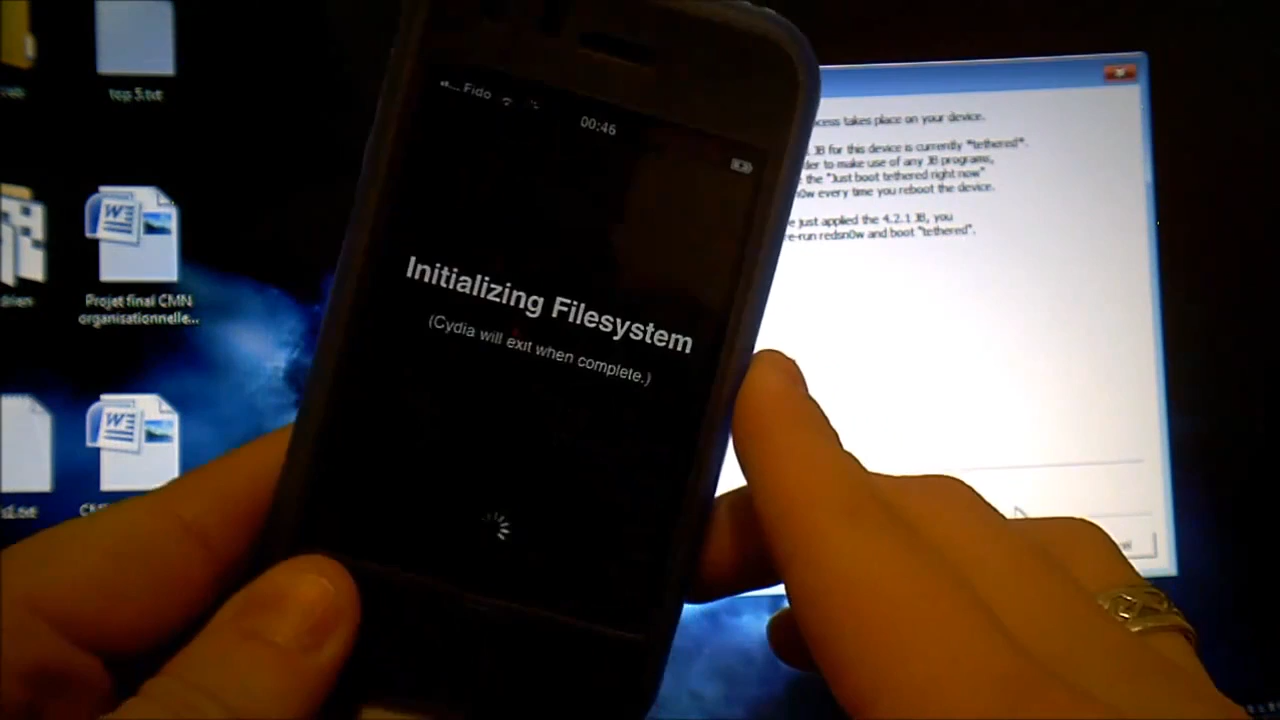 top 5.txt
Projet final CMN
organisationnelle...
Fido
00:46
Initializing Filesystem
(Cydia will exit when complete.)
takes place on your device.
JB for this device is currently *tethered*.
to make use of any JB programs,
the "Just boot tethered right now"
every time you reboot the device.
just applied the 4.2.1 JB, you
re-run redsn0w and boot "tethered".